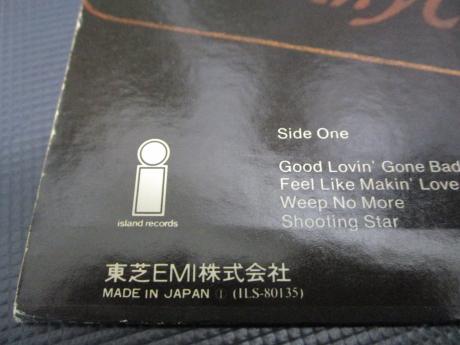 Side One
Good Lovin' Gone Bad
Feel Like Makin' Love
Weep No More
Shooting Star
island records
東芝EMI株式会社
MADE IN JAPAN Ⓘ (ILS-80135)